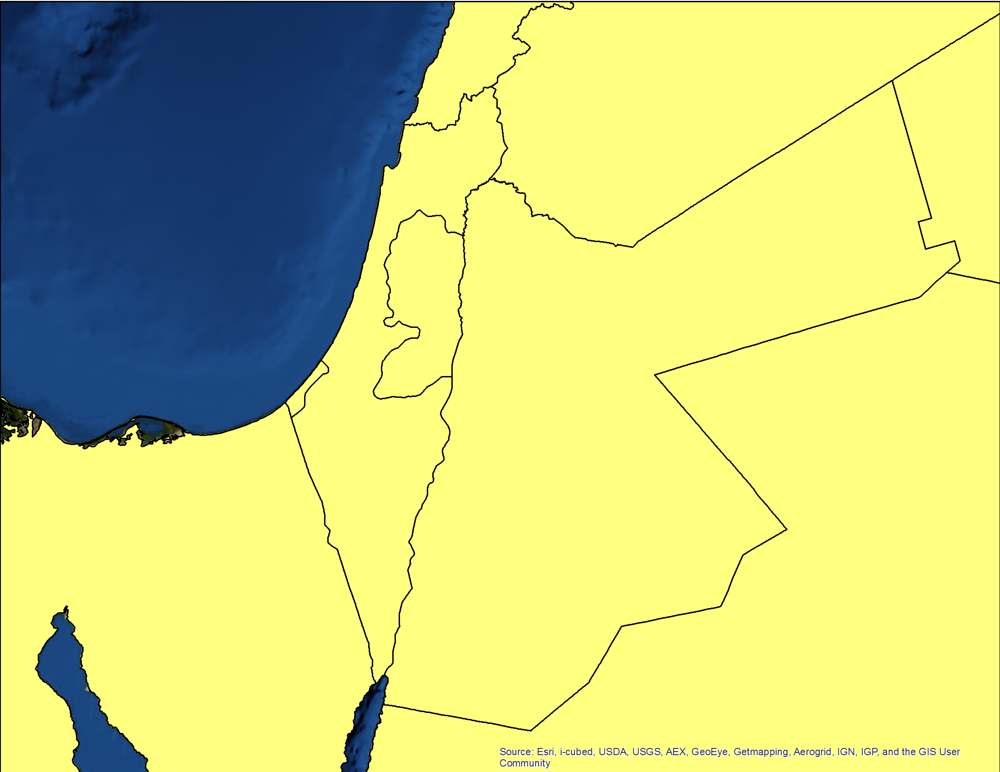 Source: Esri, i-cubed, USDA, USGS, AEX, GeoEye, Getmapping, Aerogrid, IGN, IGP, and the GIS User
Community